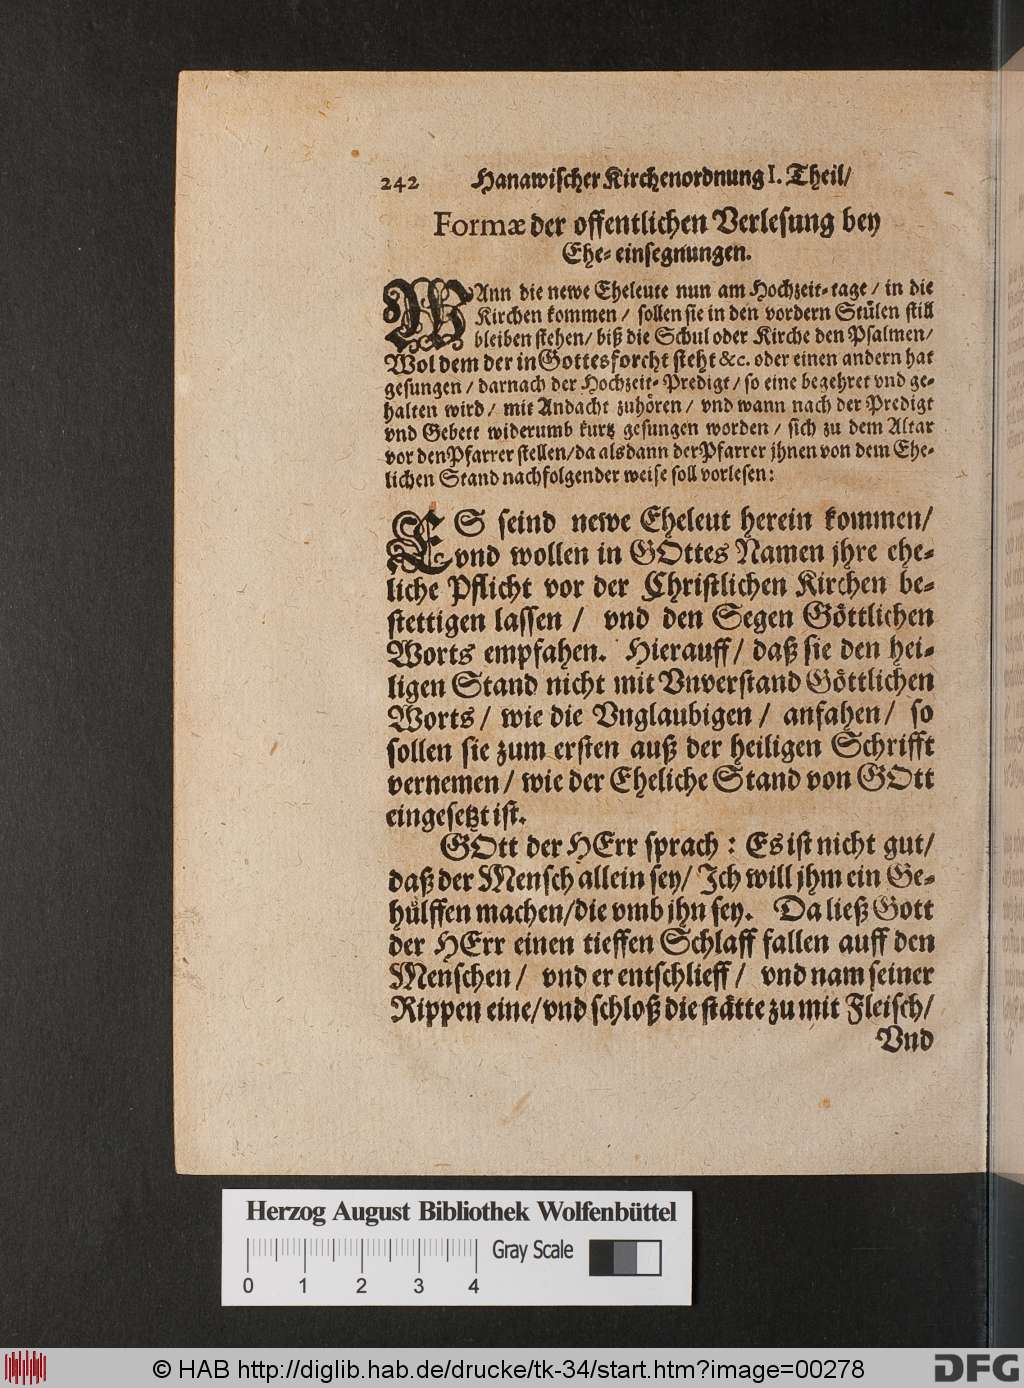 242 Hanawischer Kirchenordnung I. Theil/
Formæ der offentlichen Verlesung bey
Ehe-einsegnungen.
WAnn die newe Eheleute nun am Hochzeit-tage / in die
Kirchen kommen / sollen sie in den vordern Stülen still
bleiben stehen / biß die Schul oder Kirche den Psalmen/
Wol dem der in Gottesforcht steht &c. oder einen andern hat
gesungen / darnach der Hochzeit-Predigt / so eine begehret vnd ge-
halten wird / mit Andacht zuhören / vnd wann nach der Predigt
vnd Gebett widerumb kurtz gesungen worden / sich zu dem Altar
vor den Pfarrer stellen/da alsdann der Pfarrer jhnen von dem Ehe-
lichen Stand nachfolgender weise soll vorlesen:
ES seind newe Eheleut herein kommen/
vnd wollen in GOttes Namen jhre ehe-
liche Pflicht vor der Christlichen Kirchen be-
stettigen lassen / vnd den Segen Göttlichen
Worts empfahen. Hierauff/ daß sie den hei-
ligen Stand nicht mit Vnverstand Göttlichen
Worts / wie die Vnglaubigen / anfahen / so
sollen sie zum ersten auß der heiligen Schrifft
vernemen / wie der Eheliche Stand von GOtt
eingesetzt ist.
GOtt der HErr sprach : Es ist nicht gut/
daß der Mensch allein sey/ Ich will jhm ein Ge-
hülffen machen/die vmb jhn sey. Da ließ Gott
der HErr einen tieffen Schlaff fallen auff den
Menschen / vnd er entschlieff / vnd nam seiner
Rippen eine/vnd schloß die stätte zu mit Fleisch/
Vnd
Herzog August Bibliothek Wolfenbüttel
Gray Scale
0 1 2 3 4
© HAB http://diglib.hab.de/drucke/tk-34/start.htm?image=00278
DFG